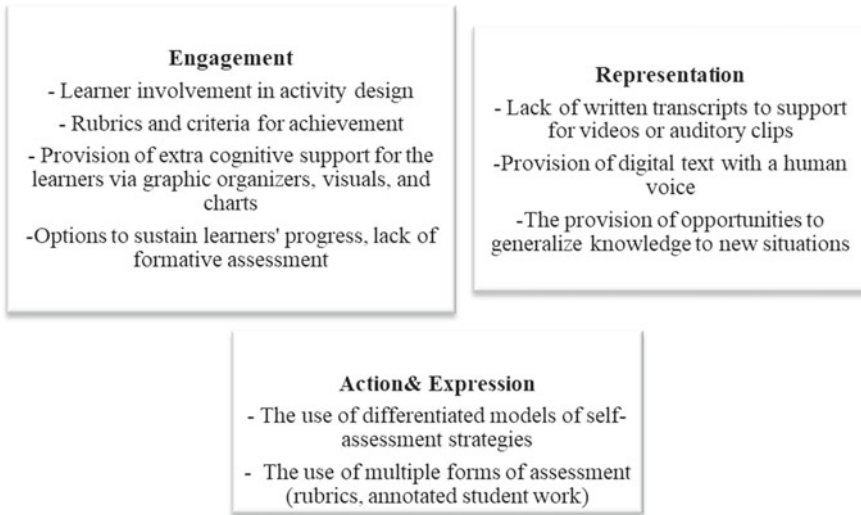 Engagement
- Learner involvement in activity design
- Rubrics and criteria for achievement
- Provision of extra cognitive support for the
learners via graphic organizers, visuals, and
charts
-Options to sustain learners' progress, lack of
formative assessment
Representation
- Lack of written transcripts to support
for videos or auditory clips
-Provision of digital text with a human
voice
-The provision of opportunities to
generalize knowledge to new situations
Action& Expression
- The use of differentiated models of self-
assessment strategies
- The use of multiple forms of assessment
(rubrics, annotated student work)